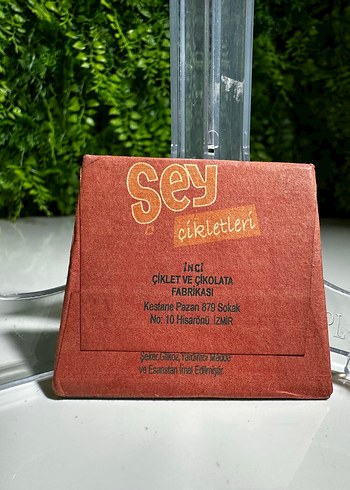 Şey
çikletleri
İNCİ
ÇİKLET VE ÇİKOLATA
FABRİKASI
Kestane Pazarı 879 Sokak
No: 10 Hisarönü İZMİR
Şeker,Glikoz,Yardımcı Madde
ve Esanstan İmal Edilmiştir.